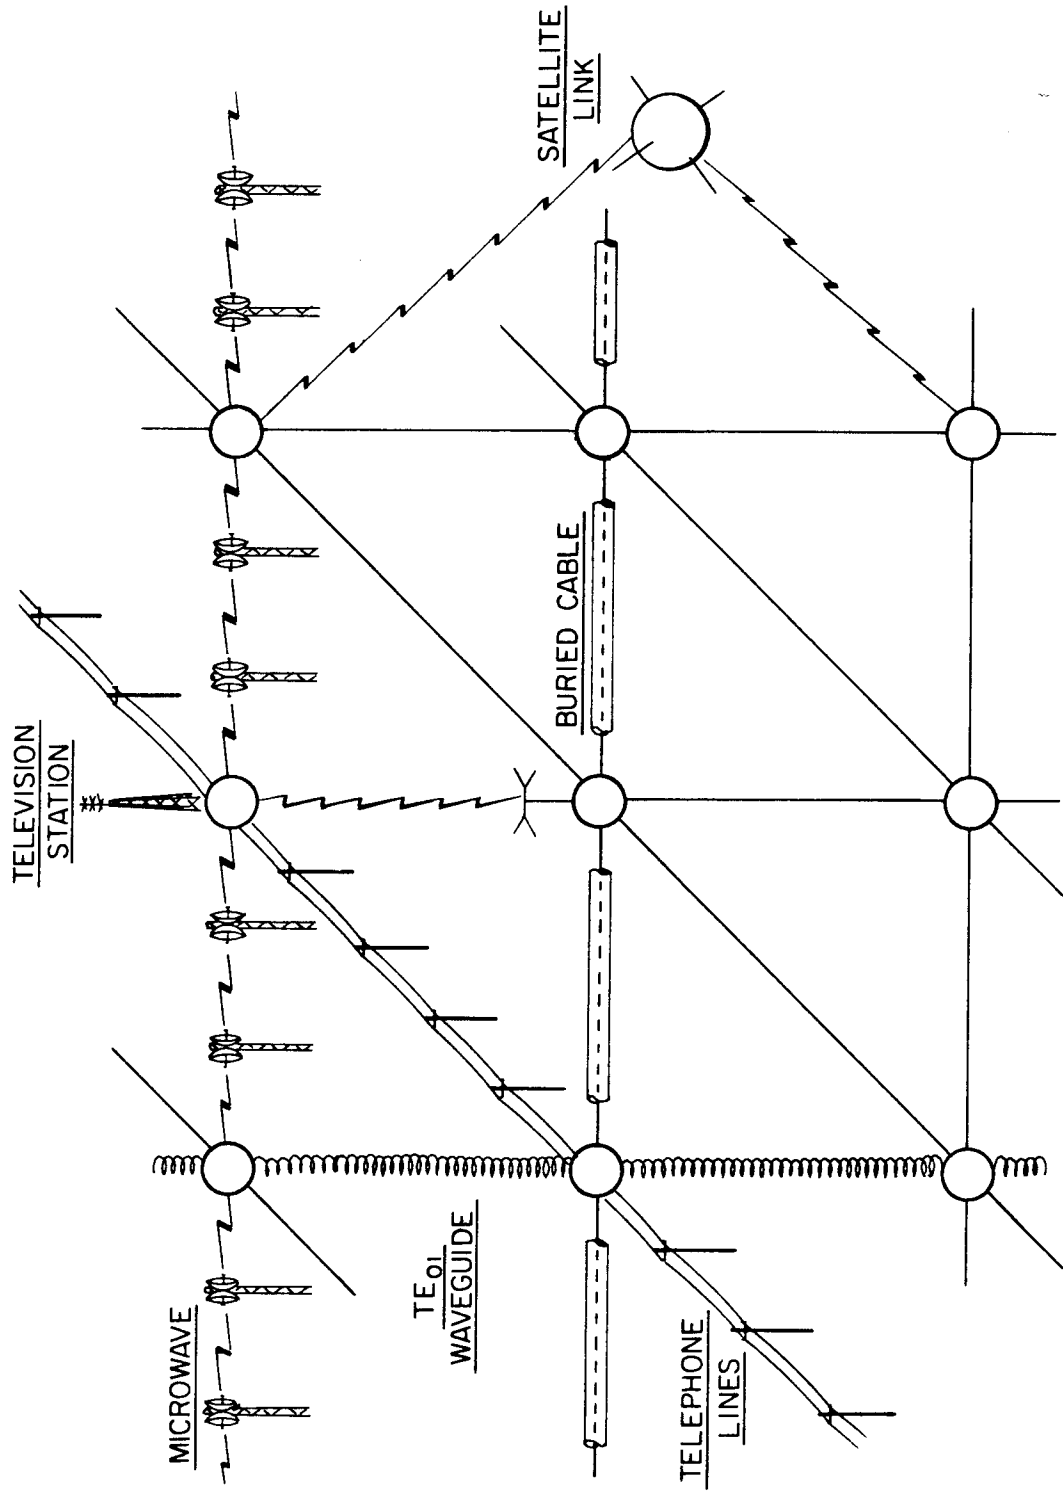 TELEVISION
STATION
SATELLITE
LINK
MICROWAVE
BURIED CABLE
TE01
WAVEGUIDE
TELEPHONE
LINES